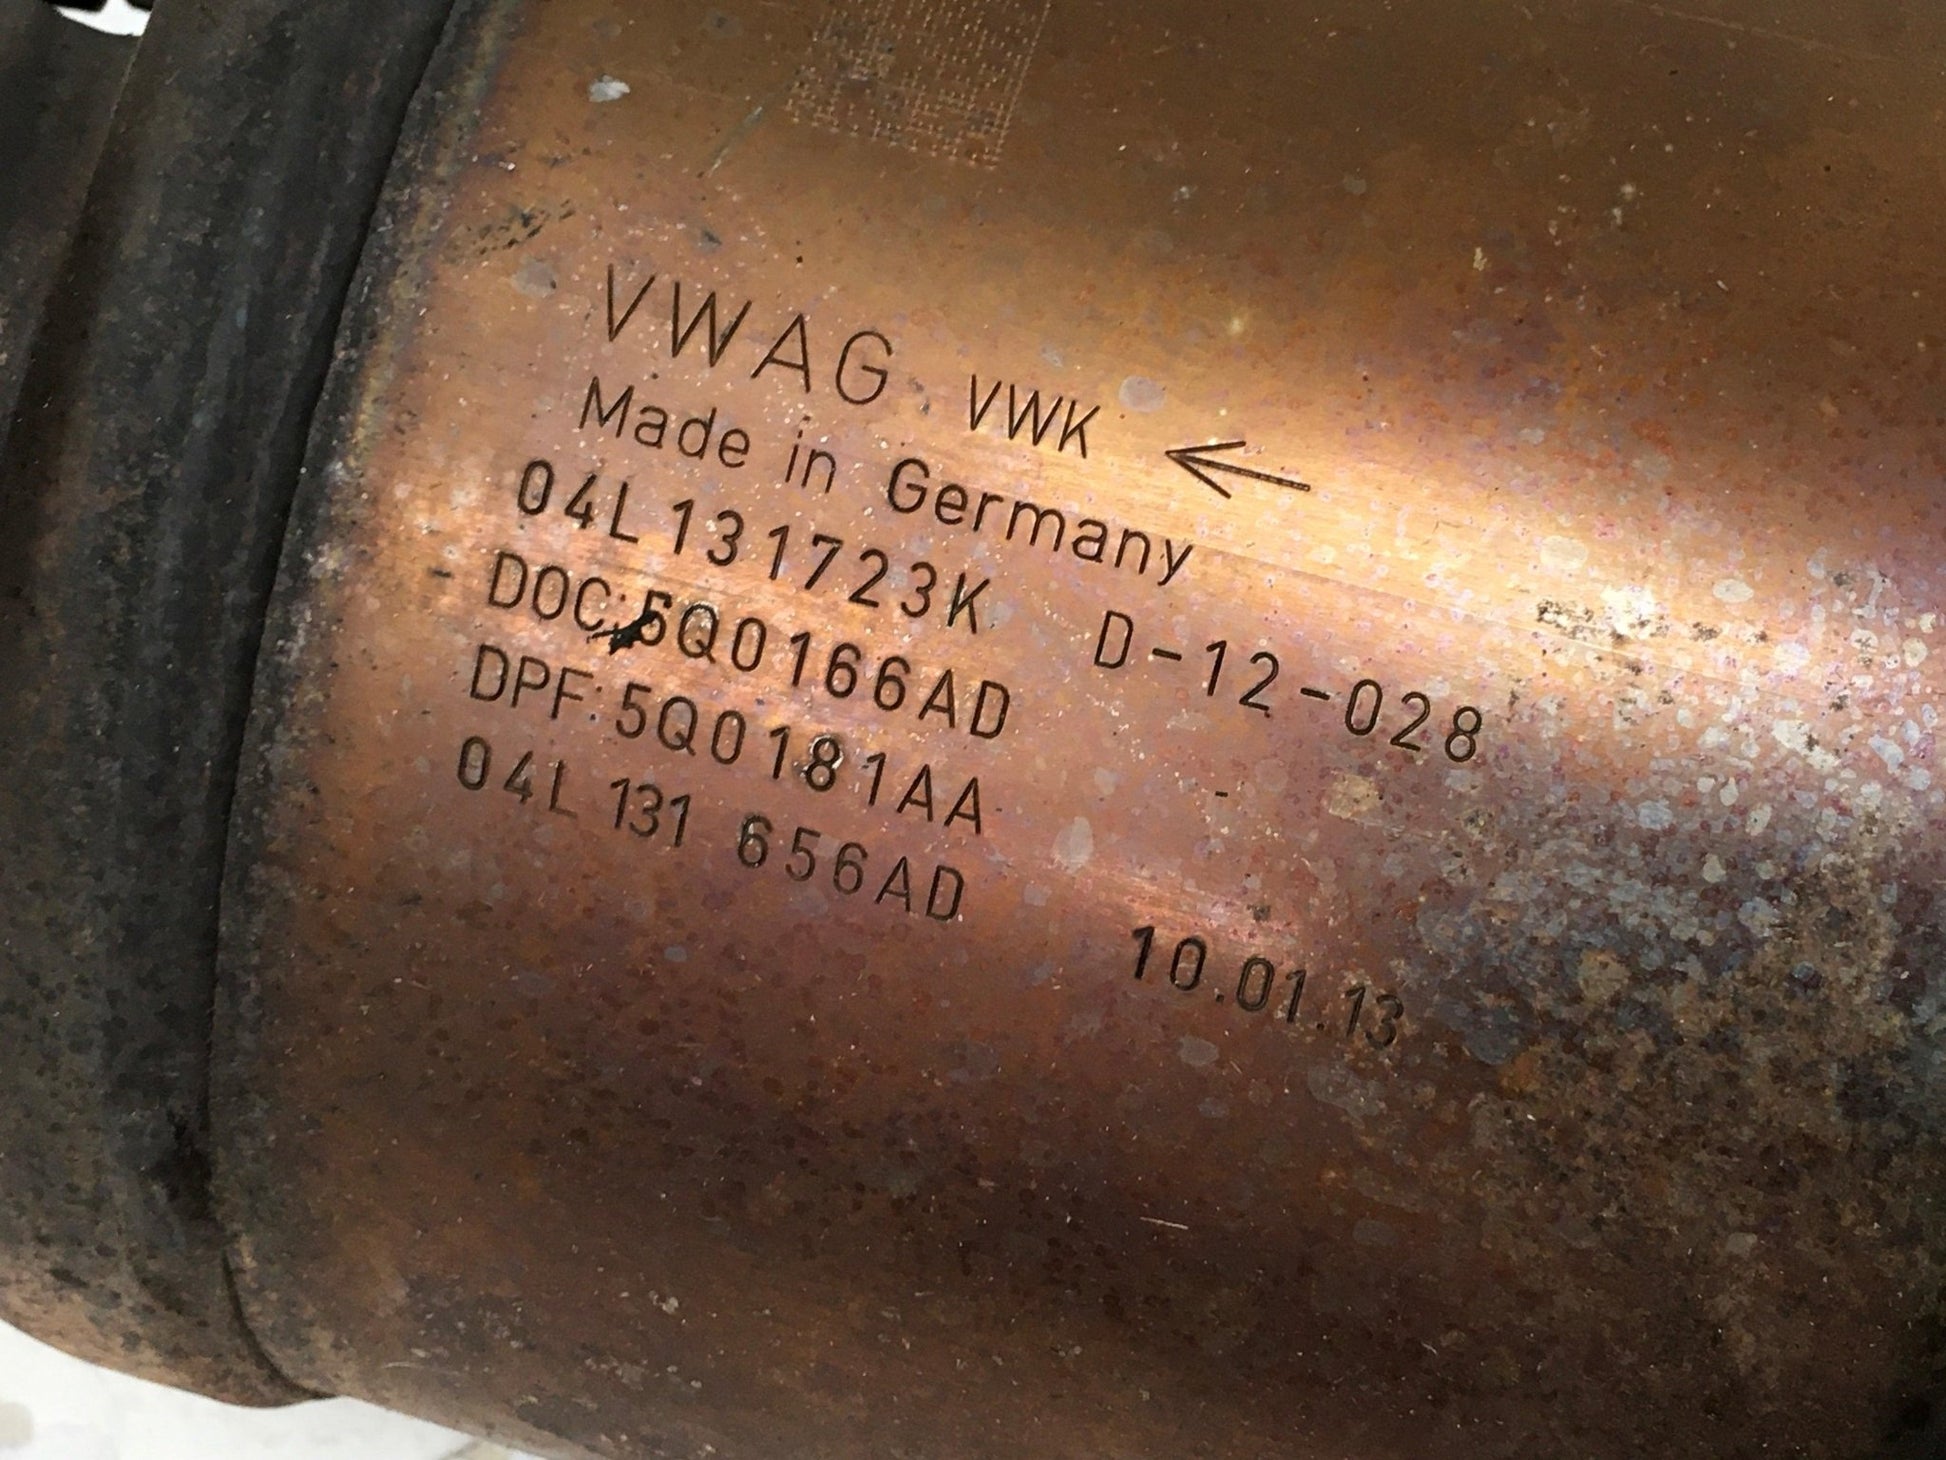 VWAG VWK ←
Made in Germany
04L131723K D-12-028
DOC:5Q0166AD
DPF:5Q0181AA -
04L 131 656AD 10.01.13